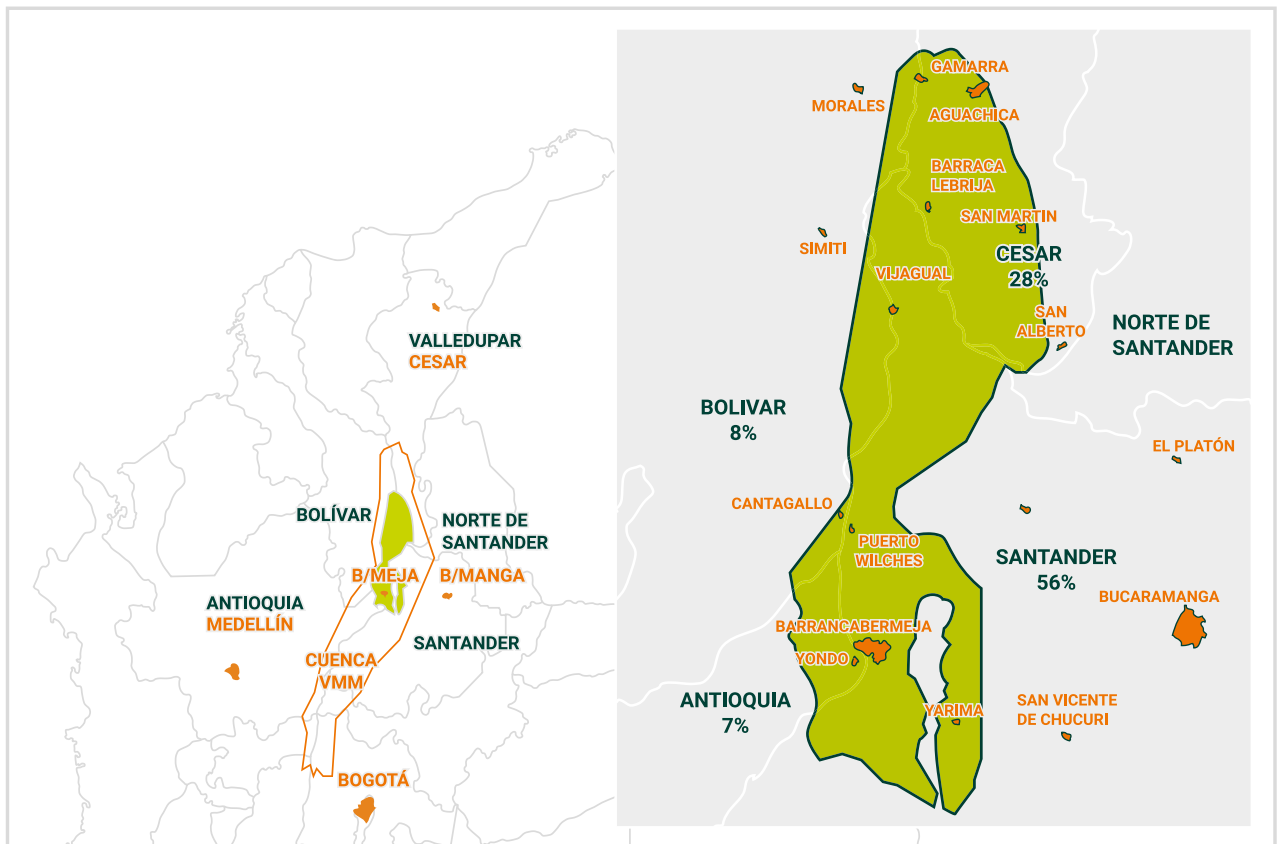 VALLEDUPAR
CESAR
BOLÍVAR
NORTE DE
SANTANDER
B/MEJA
B/MANGA
ANTIOQUIA
MEDELLÍN
SANTANDER
CUENCA
VMM
BOGOTÁ
GAMARRA
MORALES
AGUACHICA
BARRACA
LEBRIJA
SAN MARTIN
SIMITI
CESAR
28%
VIJAGUAL
SAN
ALBERTO
NORTE DE
SANTANDER
BOLIVAR
8%
EL PLATÓN
CANTAGALLO
PUERTO
WILCHES
SANTANDER
56%
BUCARAMANGA
BARRANCABERMEJA
YONDO
ANTIOQUIA
7%
YARIMA
SAN VICENTE
DE CHUCURI